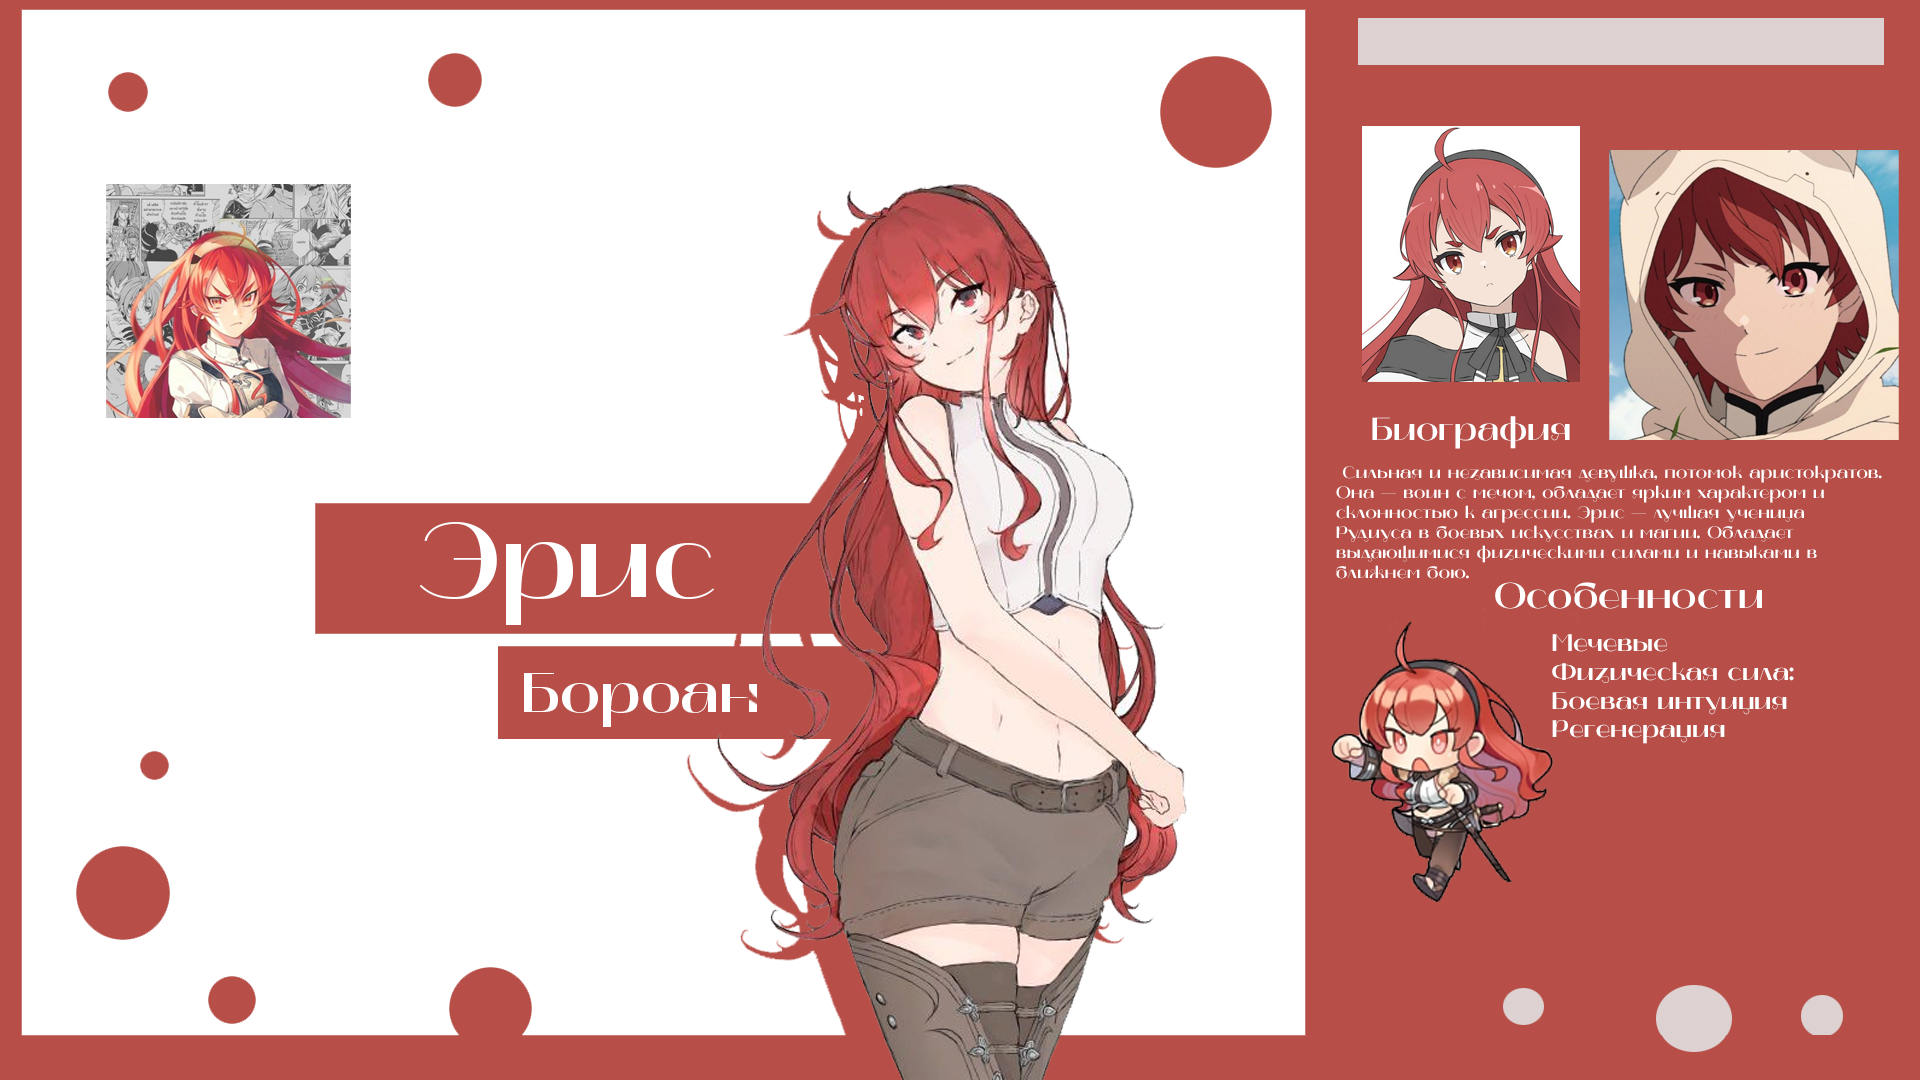 Эрис
Бороан
Биография
Сильная и независимая девушка, потомок аристократов.
Она — воин с мечом, обладает ярким характером и
склонностью к агрессии. Эрис — лучшая ученица
Рудиуса в боевых искусствах и магии. Обладает
выдающимися физическими силами и навыками в
ближнем бою.
Особенности
Мечевые
Физическая сила:
Боевая интуиция
Регенерация